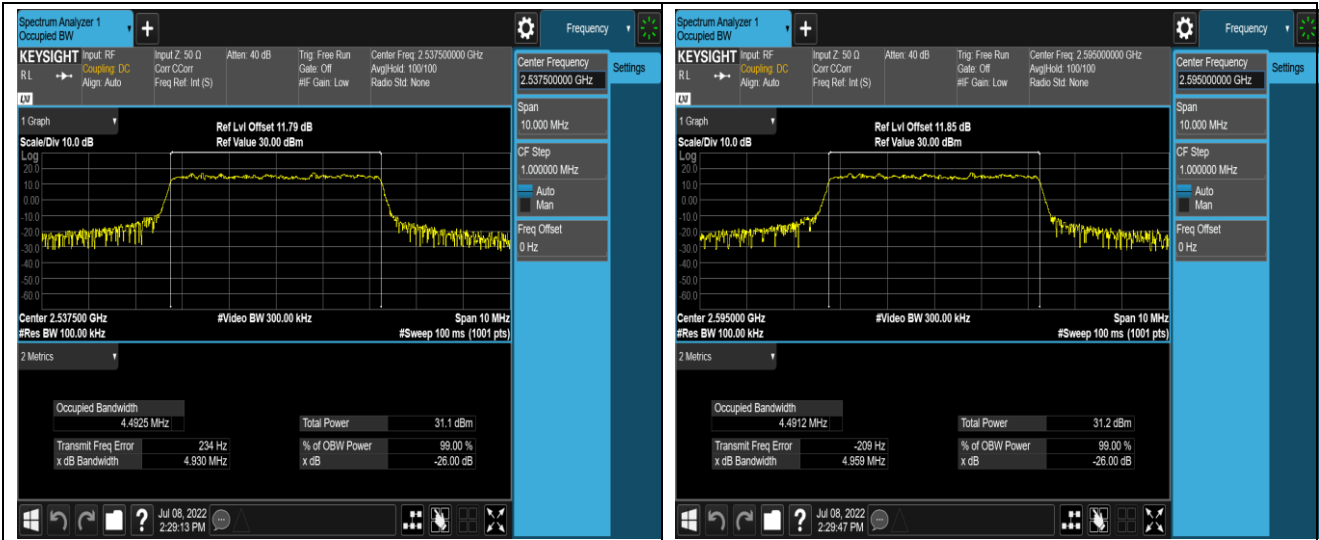 Spectrum Analyzer 1
Occupied BW
+
Frequency
KEYSIGHT Input: RF Input Z: 50 Ω Atten: 40 dB Trig: Free Run Center Freq: 2.537500000 GHz
RL Coupling: DC Corr CCorr Gate: Off Avg|Hold: 100/100
Align: Auto Freq Ref: Int (S) #IF Gain: Low Radio Std: None
LXI
Center Frequency
2.537500000 GHz
Settings
Span
10.000 MHz
CF Step
1.000000 MHz
Auto
Man
Freq Offset
0 Hz
1 Graph
Ref Lvl Offset 11.79 dB
Scale/Div 10.0 dB Ref Value 30.00 dBm
Log
20.0
10.0
0.00
-10.0
-20.0
-30.0
-40.0
-50.0
-60.0
Center 2.537500 GHz #Video BW 300.00 kHz Span 10 MHz
#Res BW 100.00 kHz #Sweep 100 ms (1001 pts)
2 Metrics
Occupied Bandwidth
4.4925 MHz Total Power 31.1 dBm
Transmit Freq Error 234 Hz % of OBW Power 99.00 %
x dB Bandwidth 4.930 MHz x dB -26.00 dB
? Jul 08, 2022
2:29:13 PM
Spectrum Analyzer 1
Occupied BW
+
Frequency
KEYSIGHT Input: RF Input Z: 50 Ω Atten: 40 dB Trig: Free Run Center Freq: 2.595000000 GHz
RL Coupling: DC Corr CCorr Gate: Off Avg|Hold: 100/100
Align: Auto Freq Ref: Int (S) #IF Gain: Low Radio Std: None
LXI
Center Frequency
2.595000000 GHz
Settings
Span
10.000 MHz
CF Step
1.000000 MHz
Auto
Man
Freq Offset
0 Hz
1 Graph
Ref Lvl Offset 11.85 dB
Scale/Div 10.0 dB Ref Value 30.00 dBm
Log
20.0
10.0
0.00
-10.0
-20.0
-30.0
-40.0
-50.0
-60.0
Center 2.595000 GHz #Video BW 300.00 kHz Span 10 MHz
#Res BW 100.00 kHz #Sweep 100 ms (1001 pts)
2 Metrics
Occupied Bandwidth
4.4912 MHz Total Power 31.2 dBm
Transmit Freq Error -209 Hz % of OBW Power 99.00 %
x dB Bandwidth 4.959 MHz x dB -26.00 dB
? Jul 08, 2022
2:29:47 PM